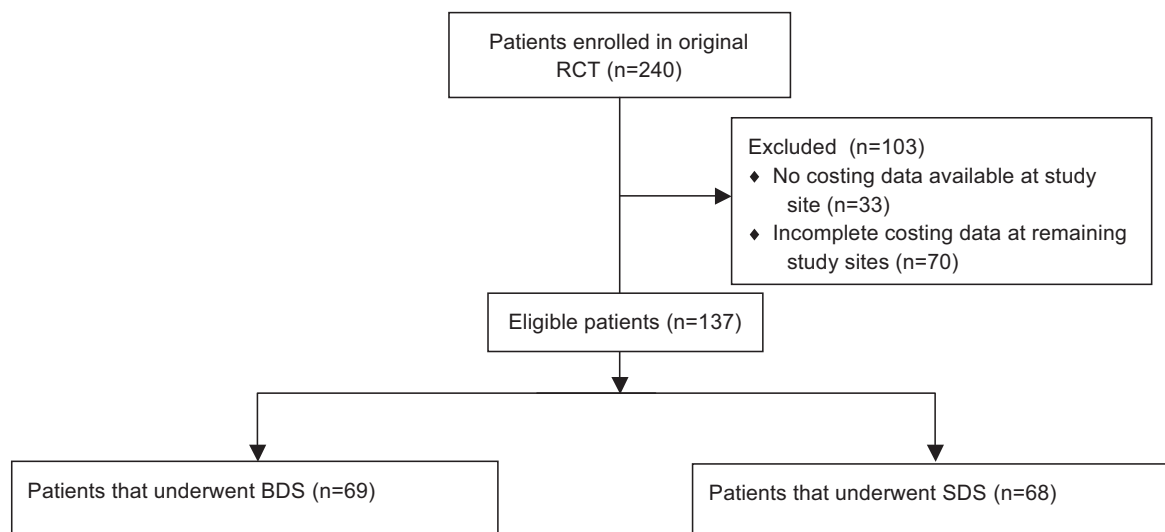 Patients enrolled in original
RCT (n=240)
Excluded (n=103)
♦ No costing data available at study
site (n=33)
♦ Incomplete costing data at remaining
study sites (n=70)
Eligible patients (n=137)
Patients that underwent BDS (n=69)
Patients that underwent SDS (n=68)